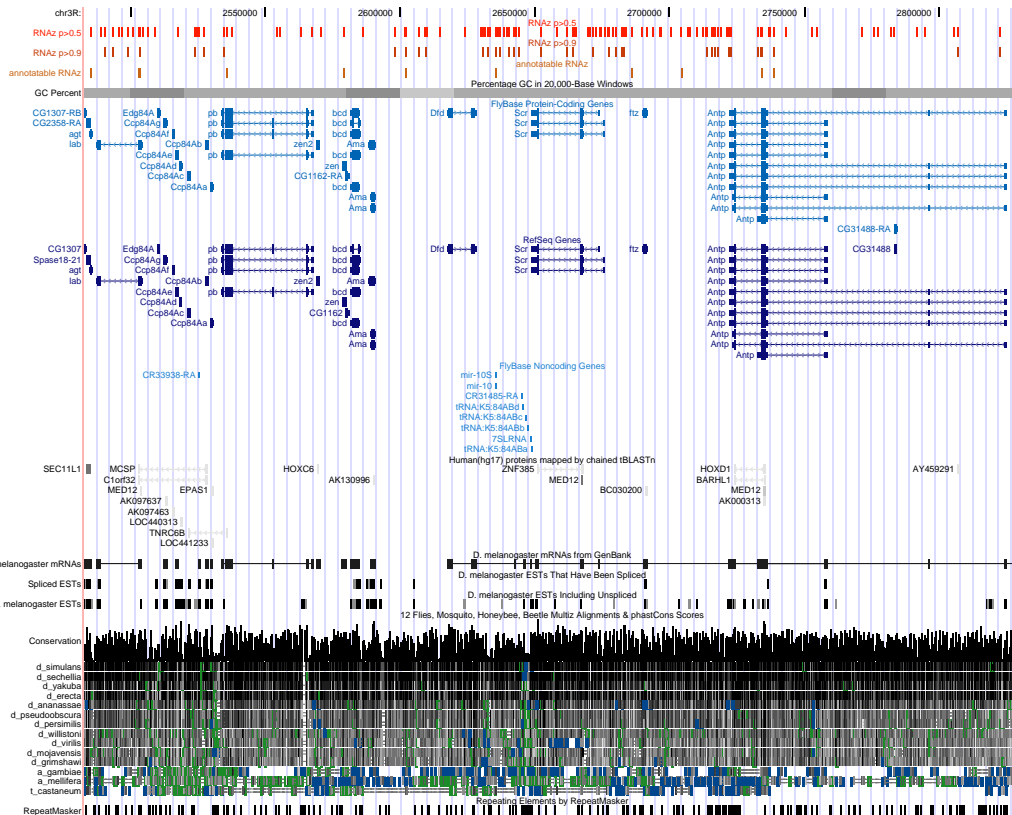 chr3R: 2550000 2600000 2650000 2700000 2750000 2800000
RNAz p>0.5
RNAz p>0.5
RNAz p>0.9
RNAz p>0.9
annotatable RNAz
annotatable RNAz
Percentage GC in 20,000-Base Windows
GC Percent
FlyBase Protein-Coding Genes
CG1307-RB Edg84A pb bcd Dfd Scr ftz Antp
CG2358-RA Ccp84Ag pb bcd Scr Antp
agt Ccp84Af pb Scr Antp
lab Ccp84Ab zen2 Ama Antp
Ccp84Ae pb bcd Antp
Ccp84Ad zen Antp
Ccp84Ac CG1162-RA Antp
Ccp84Aa bcd Antp
Ama Antp
Ama Antp
Antp
CG31488-RA
RefSeq Genes
CG1307 Edg84A pb bcd Dfd Scr ftz Antp CG31488
Spase18-21 Ccp84Ag pb bcd Scr Antp
agt Ccp84Af pb Scr Antp
lab Ccp84Ab zen2 Ama Antp
Ccp84Ae pb bcd Antp
Ccp84Ad zen Antp
Ccp84Ac CG1162 Antp
Ccp84Aa bcd Antp
Ama Antp
Ama Antp
Antp
FlyBase Noncoding Genes
CR33938-RA mir-10S
mir-10
CR31485-RA
tRNA:K5:84ABd
tRNA:K5:84ABc
tRNA:K5:84ABb
7SLRNA
tRNA:K5:84ABa
Human(hg17) proteins mapped by chained tBLASTn
SEC11L1 MCSP HOXC6 ZNF385 HOXD1 AY459291
C1orf32 AK130996 MED12 BARHL1
MED12 EPAS1 BC030200 MED12
AK097637 AK000313
AK097463
LOC440313
TNRC6B
LOC441233
D. melanogaster mRNAs from GenBank
elanogaster mRNAs
D. melanogaster ESTs That Have Been Spliced
Spliced ESTs
D. melanogaster ESTs Including Unspliced
melanogaster ESTs
12 Flies, Mosquito, Honeybee, Beetle Multiz Alignments & phastCons Scores
Conservation
d_simulans
d_sechellia
d_yakuba
d_erecta
d_ananassae
d_pseudoobscura
d_persimilis
d_willistoni
d_virilis
d_mojavensis
d_grimshawi
a_gambiae
a_mellifera
t_castaneum
Repeating Elements by RepeatMasker
RepeatMasker